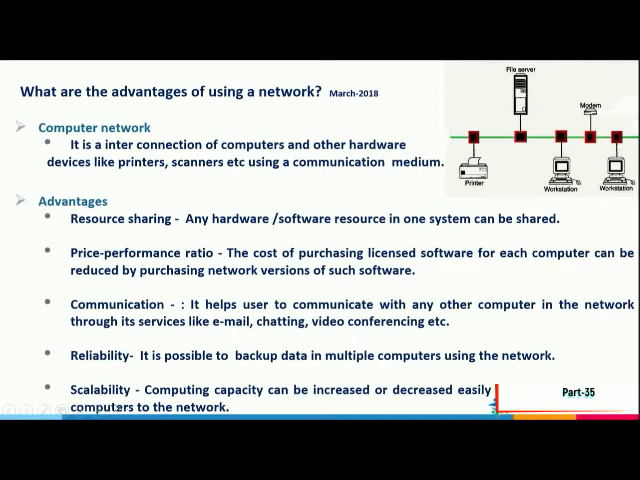 What are the advantages of using a network? March-2018
Computer network
It is a inter connection of computers and other hardware
devices like printers, scanners etc using a communication medium.
Advantages
Resource sharing - Any hardware /software resource in one system can be shared.
Price-performance ratio - The cost of purchasing licensed software for each computer can be
reduced by purchasing network versions of such software.
Communication - : It helps user to communicate with any other computer in the network
through its services like e-mail, chatting, video conferencing etc.
Reliability- It is possible to backup data in multiple computers using the network.
Scalability - Computing capacity can be increased or decreased easily
computers to the network.
File server
Modem
Printer
Workstation
Workstation
Part-35